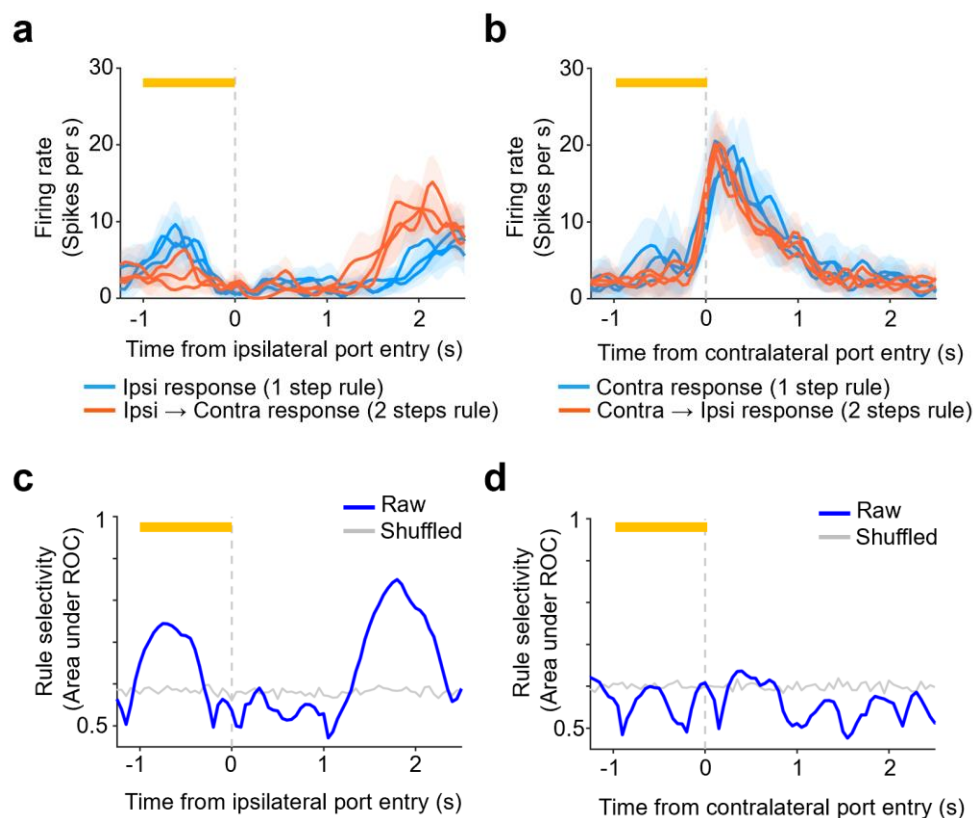 a
30
20
10
0
Firing rate
(Spikes per s)
-1
0
1
2
Time from ipsilateral port entry (s)
Ipsi response (1 step rule)
Ipsi → Contra response (2 steps rule)
b
30
20
10
0
Firing rate
(Spikes per s)
-1
0
1
2
Time from contralateral port entry (s)
Contra response (1 step rule)
Contra → Ipsi response (2 steps rule)
c
Raw
Shuffled
1
0.5
Rule selectivity
(Area under ROC)
-1
0
1
2
Time from ipsilateral port entry (s)
d
Raw
Shuffled
1
0.5
Rule selectivity
(Area under ROC)
-1
0
1
2
Time from contralateral port entry (s)